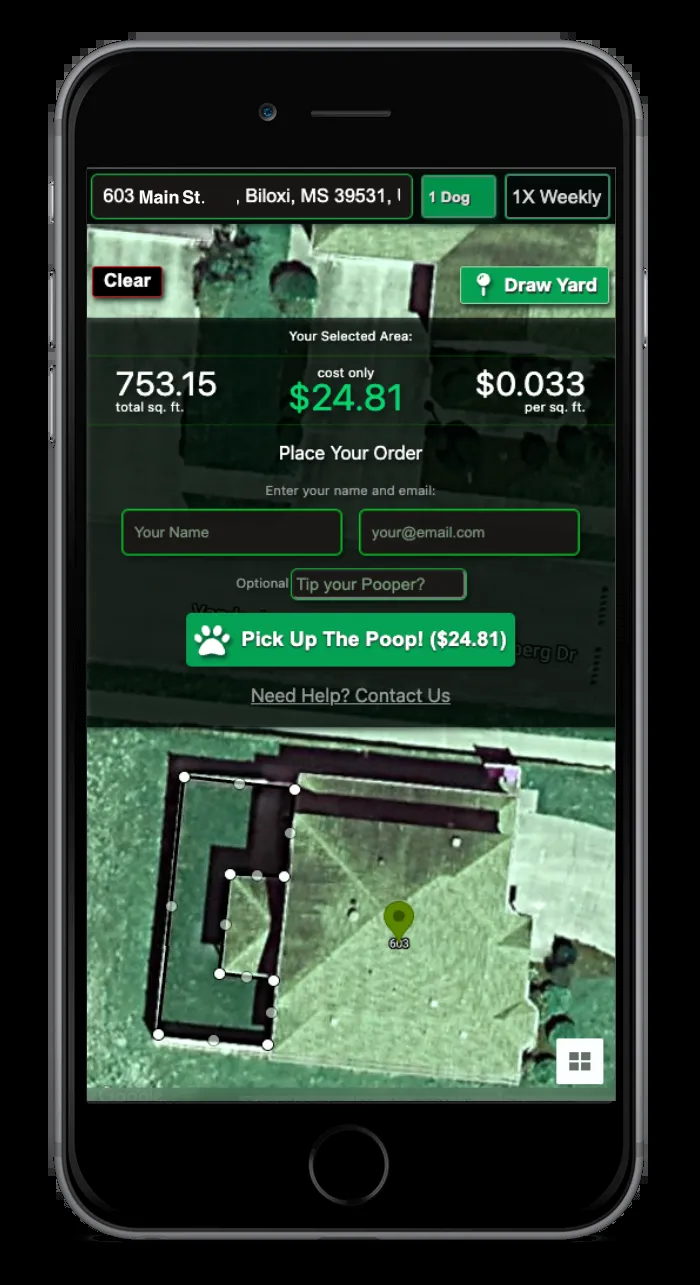 603 Main St. , Biloxi, MS 39531,
1 Dog
1X Weekly
Clear
Draw Yard
Your Selected Area:
753.15
total sq. ft.
cost only
$24.81
$0.033
per sq. ft.
Place Your Order
Enter your name and email:
Your Name
your@email.com
Optional
Tip your Pooper?
Pick Up The Poop! ($24.81)
berg Dr
Need Help? Contact Us
603
Google